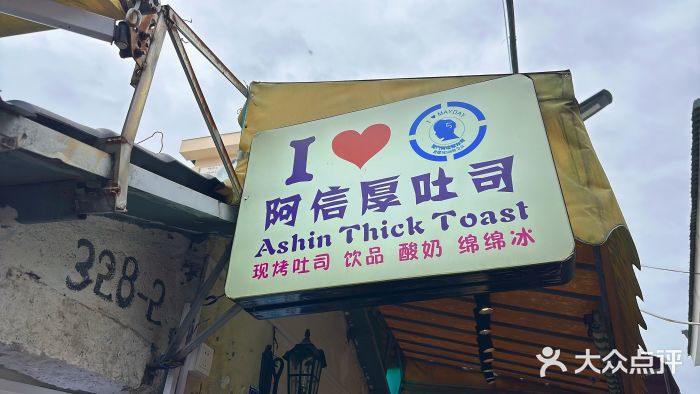 I ♥ MAYDAY
I ❤
阿信厚吐司
Ashin Thick Toast
现烤吐司 饮品 酸奶 绵绵冰
328-2
大众点评